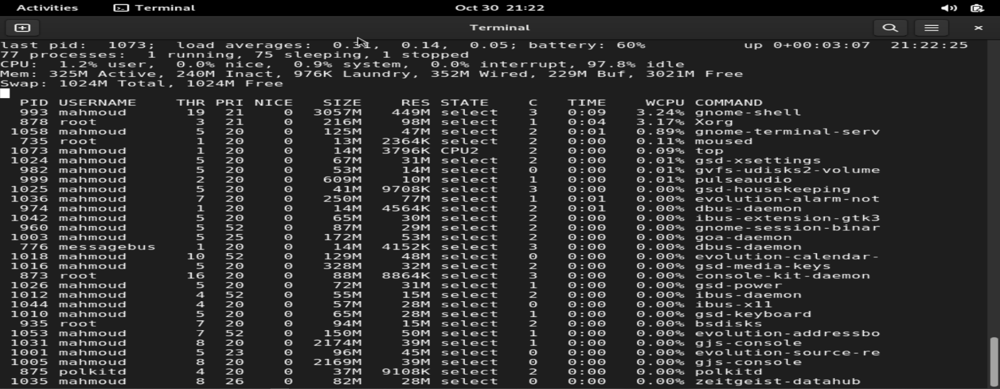 Activities Terminal Oct 30 21:22
Terminal
last pid: 1073; load averages: 0.31, 0.14, 0.05; battery: 60% up 0+00:03:07 21:22:25
77 processes: 1 running, 75 sleeping, 1 stopped
CPU: 1.2% user, 0.0% nice, 0.9% system, 0.0% interrupt, 97.8% idle
Mem: 325M Active, 240M Inact, 976K Laundry, 352M Wired, 229M Buf, 3021M Free
Swap: 1024M Total, 1024M Free
PID USERNAME THR PRI NICE SIZE RES STATE C TIME WCPU COMMAND
993 mahmoud 19 21 0 3057M 449M select 3 0:09 3.24% gnome-shell
878 root 3 21 0 216M 98M select 1 0:04 3.17% Xorg
1058 mahmoud 5 20 0 125M 47M select 2 0:01 0.89% gnome-terminal-serv
735 root 1 20 0 13M 2364K select 2 0:00 0.11% moused
1073 mahmoud 1 20 0 14M 3796K CPU2 2 0:00 0.09% top
1024 mahmoud 5 20 0 67M 31M select 2 0:00 0.01% gsd-xsettings
982 mahmoud 5 20 0 53M 14M select 0 0:00 0.01% gvfs-udisks2-volume
999 mahmoud 2 20 0 609M 10M select 1 0:00 0.01% pulseaudio
1025 mahmoud 5 20 0 41M 9708K select 3 0:00 0.00% gsd-housekeeping
1036 mahmoud 7 20 0 250M 77M select 1 0:01 0.00% evolution-alarm-not
974 mahmoud 1 20 0 14M 4564K select 2 0:01 0.00% dbus-daemon
1042 mahmoud 5 20 0 65M 30M select 2 0:00 0.00% ibus-extension-gtk3
960 mahmoud 5 52 0 87M 29M select 2 0:00 0.00% gnome-session-binar
1003 mahmoud 5 25 0 172M 53M select 2 0:00 0.00% goa-daemon
776 messagebus 1 20 0 14M 4152K select 3 0:00 0.00% dbus-daemon
1018 mahmoud 10 52 0 129M 48M select 0 0:00 0.00% evolution-calendar-
1016 mahmoud 5 20 0 328M 32M select 2 0:00 0.00% gsd-media-keys
873 root 16 20 0 88M 8864K select 3 0:00 0.00% console-kit-daemon
1026 mahmoud 5 20 0 72M 31M select 1 0:00 0.00% gsd-power
1012 mahmoud 4 52 0 55M 15M select 2 0:00 0.00% ibus-daemon
1044 mahmoud 4 20 0 57M 28M select 0 0:00 0.00% ibus-x11
1010 mahmoud 5 20 0 65M 28M select 1 0:00 0.00% gsd-keyboard
935 root 7 20 0 94M 15M select 2 0:00 0.00% bsdisks
1053 mahmoud 7 52 0 150M 50M select 1 0:00 0.00% evolution-addressbo
1031 mahmoud 8 20 0 2174M 39M select 1 0:00 0.00% gjs-console
1001 mahmoud 5 23 0 96M 45M select 0 0:00 0.00% evolution-source-re
1005 mahmoud 8 20 0 2169M 39M select 0 0:00 0.00% gjs-console
875 polkitd 4 20 0 37M 9108K select 2 0:00 0.00% polkitd
1035 mahmoud 8 26 0 82M 28M select 0 0:00 0.00% zeitgeist-datahub